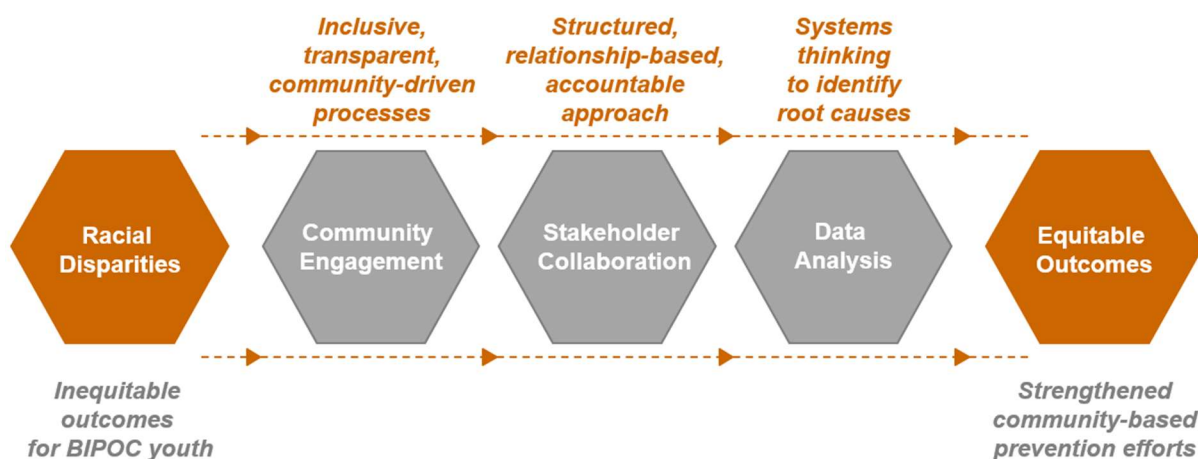 Inclusive,
transparent,
community-driven
processes
Structured,
relationship-based,
accountable
approach
Systems
thinking
to identify
root causes
Racial
Disparities
Community
Engagement
Stakeholder
Collaboration
Data
Analysis
Equitable
Outcomes
Inequitable
outcomes
for BIPOC youth
Strengthened
community-based
prevention efforts